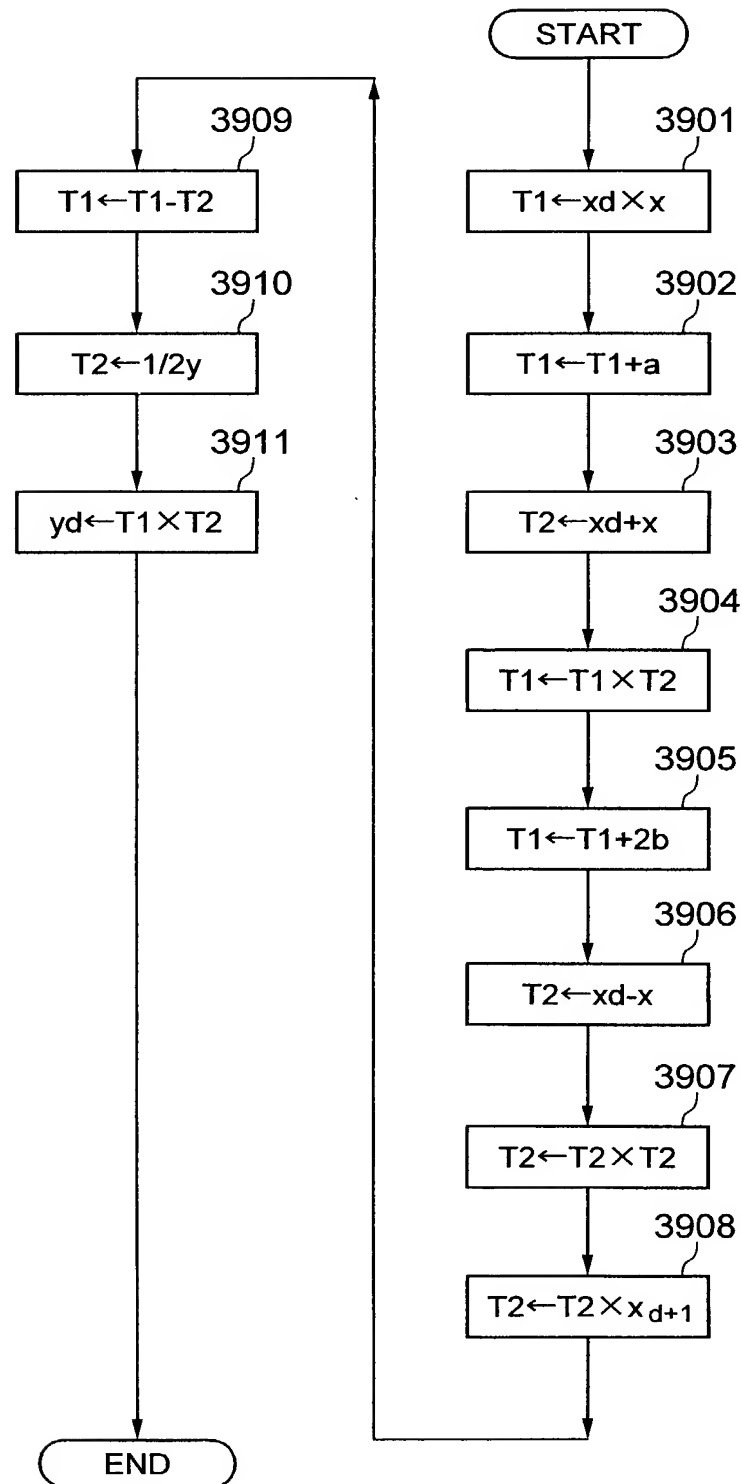 START
3901
T1←xd×x
3902
T1←T1+a
3903
T2←xd+x
3904
T1←T1×T2
3905
T1←T1+2b
3906
T2←xd-x
3907
T2←T2×T2
3908
T2←T2×x_{d+1}
3909
T1←T1-T2
3910
T2←1/2y
3911
yd←T1×T2
END